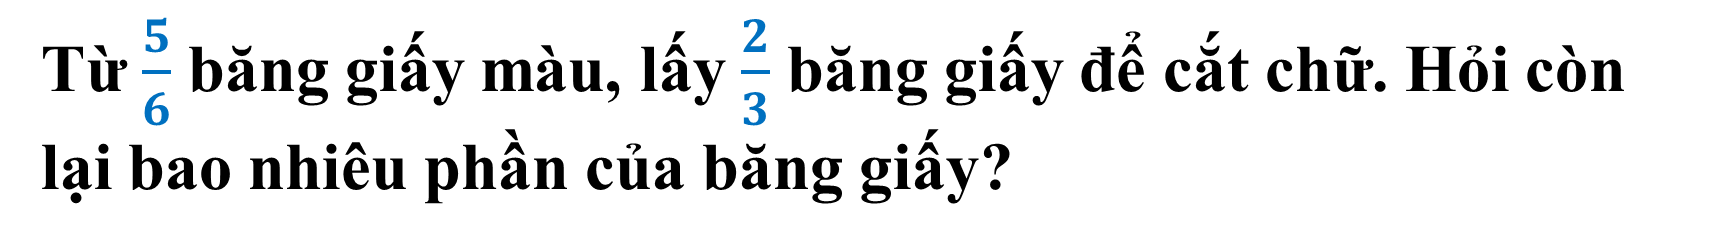 Từ 5/6 băng giấy màu, lấy 2/3 băng giấy để cắt chữ. Hỏi còn
lại bao nhiêu phần của băng giấy?